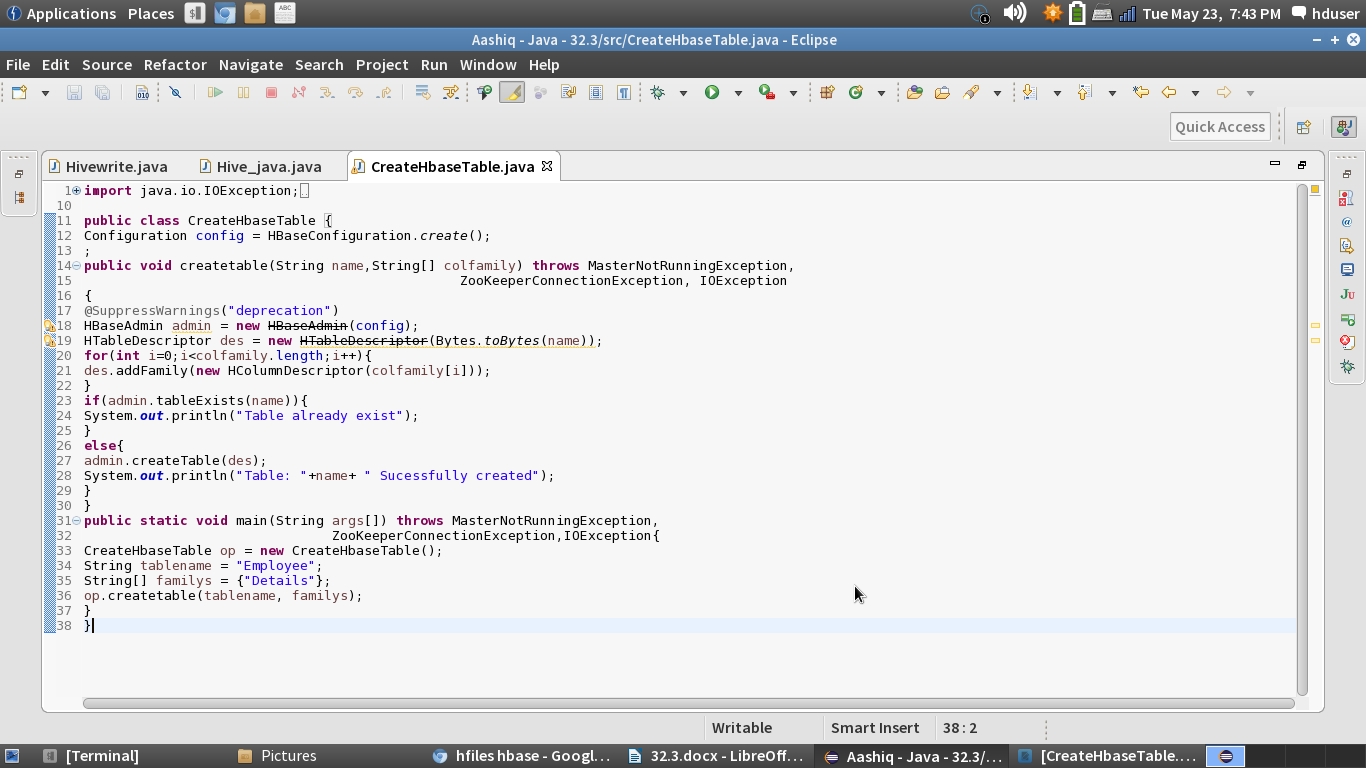 Applications Places Tue May 23, 7:43 PM hduser
Aashiq - Java - 32.3/src/CreateHbaseTable.java - Eclipse
File Edit Source Refactor Navigate Search Project Run Window Help
Quick Access
Hivewrite.java Hive_java.java CreateHbaseTable.java
1 import java.io.IOException;
10
11 public class CreateHbaseTable {
12 Configuration config = HBaseConfiguration.create();
13 ;
14 public void createtable(String name,String[] colfamily) throws MasterNotRunningException,
15 ZooKeeperConnectionException, IOException
16 {
17 @SuppressWarnings("deprecation")
18 HBaseAdmin admin = new HBaseAdmin(config);
19 HTableDescriptor des = new HTableDescriptor(Bytes.toBytes(name));
20 for(int i=0;i<colfamily.length;i++){
21 des.addFamily(new HColumnDescriptor(colfamily[i]));
22 }
23 if(admin.tableExists(name)){
24 System.out.println("Table already exist");
25 }
26 else{
27 admin.createTable(des);
28 System.out.println("Table: "+name+ " Sucessfully created");
29 }
30 }
31 public static void main(String args[]) throws MasterNotRunningException,
32 ZooKeeperConnectionException,IOException{
33 CreateHbaseTable op = new CreateHbaseTable();
34 String tablename = "Employee";
35 String[] familys = {"Details"};
36 op.createtable(tablename, familys);
37 }
38 }
Writable Smart Insert 38 : 2
[Terminal] Pictures hfiles hbase - Googl... 32.3.docx - LibreOff... Aashiq - Java - 32.3/... [CreateHbaseTable....